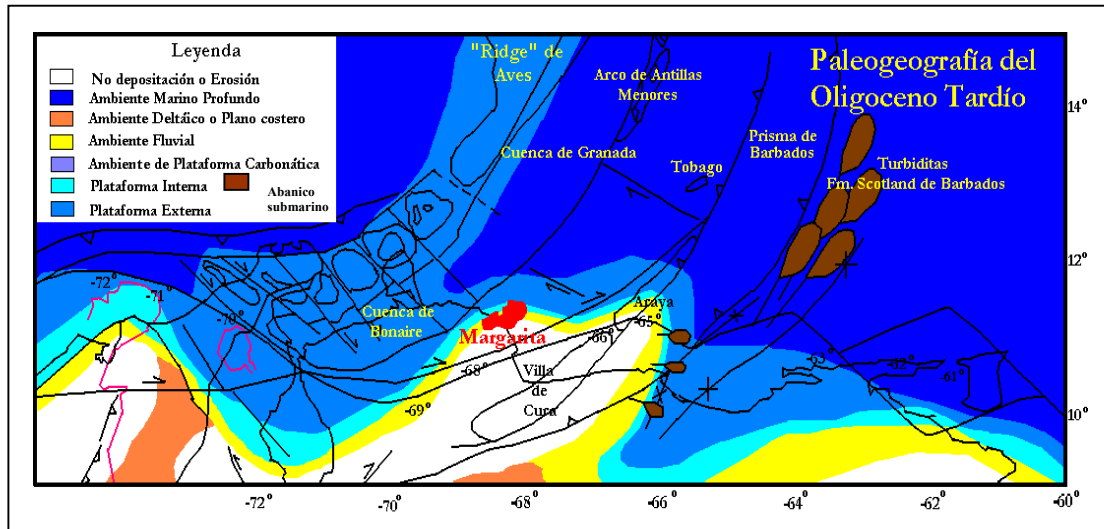 Leyenda
No depositación o Erosión
Ambiente Marino Profundo
Ambiente Deltáico o Plano costero
Ambiente Fluvial
Ambiente de Plataforma Carbonática
Plataforma Interna
Abanico
submarino
Plataforma Externa
"Ridge" de
Aves
Arco de Antillas
Menores
Paleogeografía del
Oligoceno Tardío
Cuenca de Granada
Tobago
Prisma de
Barbados
Turbiditas
Fm. Scotland de Barbados
14°
12°
10°
-72°
-71°
-70°
Cuenca de
Bonaire
Margarita
Araya
-65°
-66°
-68°
-69°
Villa
de
Cura
-63°
-62°
-61°
-72°
-70°
-68°
-66°
-64°
-62°
-60°